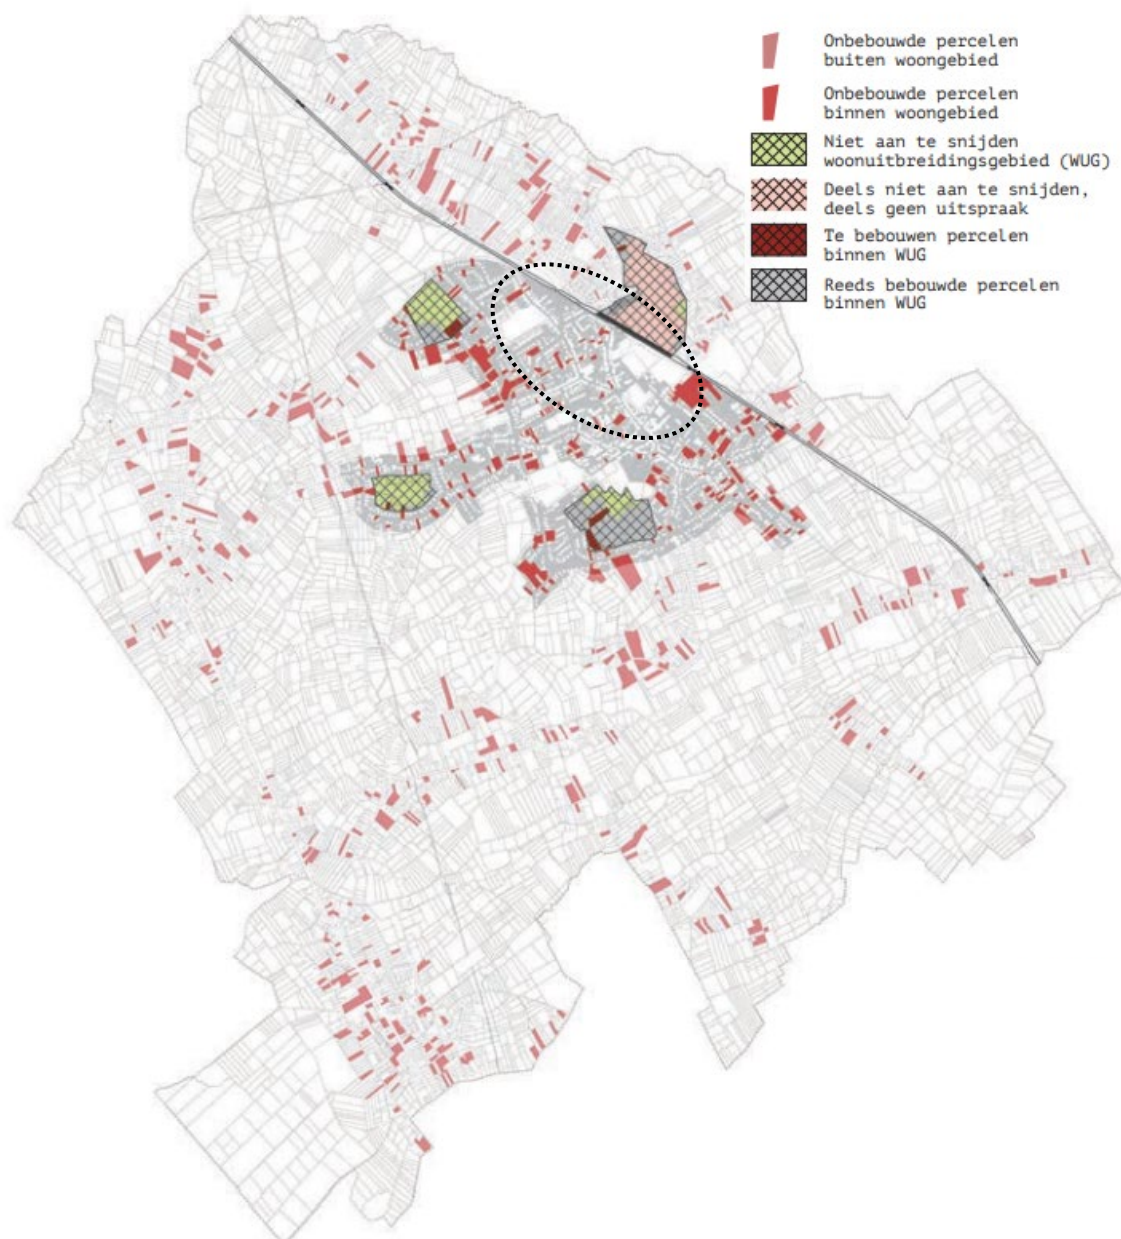 Onbebouwde percelen
buiten woongebied
Onbebouwde percelen
binnen woongebied
Niet aan te snijden
woonuitbreidingsgebied (WUG)
Deels niet aan te snijden,
deels geen uitspraak
Te bebouwen percelen
binnen WUG
Reeds bebouwde percelen
binnen WUG